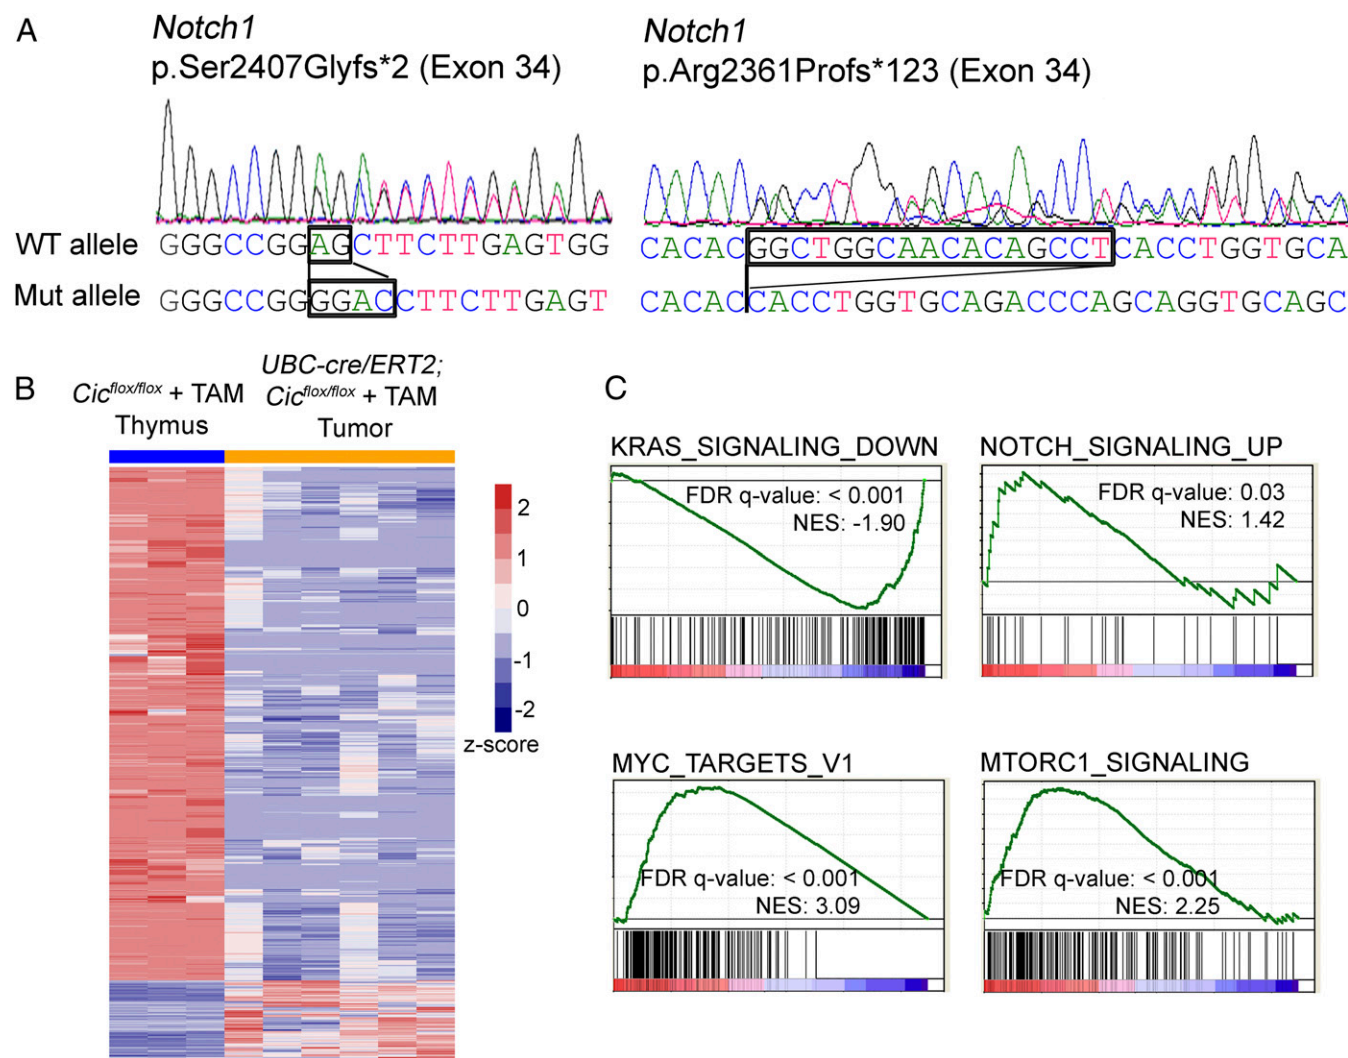 A
Notch1
p.Ser2407Glyfs*2 (Exon 34)
WT allele GGGCCGGAGCTTCTTGAGTGG
Mut allele GGGCCGGGGACCTTCTTGAGT
Notch1
p.Arg2361Profs*123 (Exon 34)
CACACGGCTGGCAACACAGCCTCACCTGGTGCA
CACACCACCTGGTGCAGACCCAGCAGGTGCAGC
B
Cicflox/flox + TAM
Thymus
UBC-cre/ERT2;
Cicflox/flox + TAM
Tumor
2
1
0
-1
-2
z-score
C
KRAS_SIGNALING_DOWN
FDR q-value: < 0.001
NES: -1.90
NOTCH_SIGNALING_UP
FDR q-value: 0.03
NES: 1.42
MYC_TARGETS_V1
FDR q-value: < 0.001
NES: 3.09
MTORC1_SIGNALING
FDR q-value: < 0.001
NES: 2.25